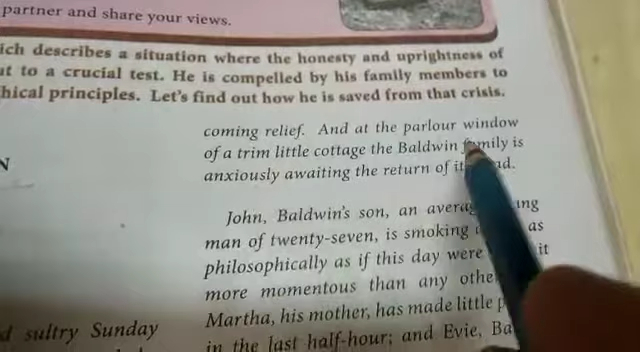 partner and share your views.
ich describes a situation where the honesty and uprightness of
t to a crucial test. He is compelled by his family members to
hical principles. Let's find out how he is saved from that crisis.
coming relief. And at the parlour window
of a trim little cottage the Baldwin family is
anxiously awaiting the return of
N
John, Baldwin's son, an
man of twenty-seven, is smoking as
philosophically as if this day were it
more momentous than any
Martha, his mother, has made little
d sultry Sunday
in the last half-hour; and Evie,